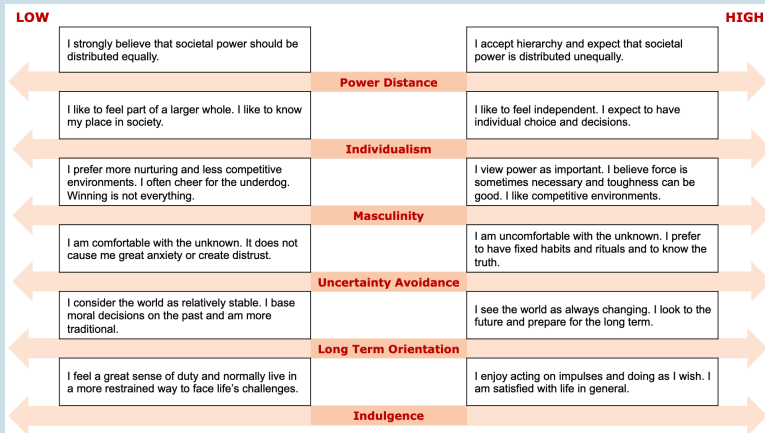 LOW
HIGH
I strongly believe that societal power should be
distributed equally.
I accept hierarchy and expect that societal
power is distributed unequally.
Power Distance
I like to feel part of a larger whole. I like to know
my place in society.
I like to feel independent. I expect to have
individual choice and decisions.
Individualism
I prefer more nurturing and less competitive
environments. I often cheer for the underdog.
Winning is not everything.
I view power as important. I believe force is
sometimes necessary and toughness can be
good. I like competitive environments.
Masculinity
I am comfortable with the unknown. It does not
cause me great anxiety or create distrust.
I am uncomfortable with the unknown. I prefer
to have fixed habits and rituals and to know the
truth.
Uncertainty Avoidance
I consider the world as relatively stable. I base
moral decisions on the past and am more
traditional.
I see the world as always changing. I look to the
future and prepare for the long term.
Long Term Orientation
I feel a great sense of duty and normally live in
a more restrained way to face life's challenges.
I enjoy acting on impulses and doing as I wish. I
am satisfied with life in general.
Indulgence